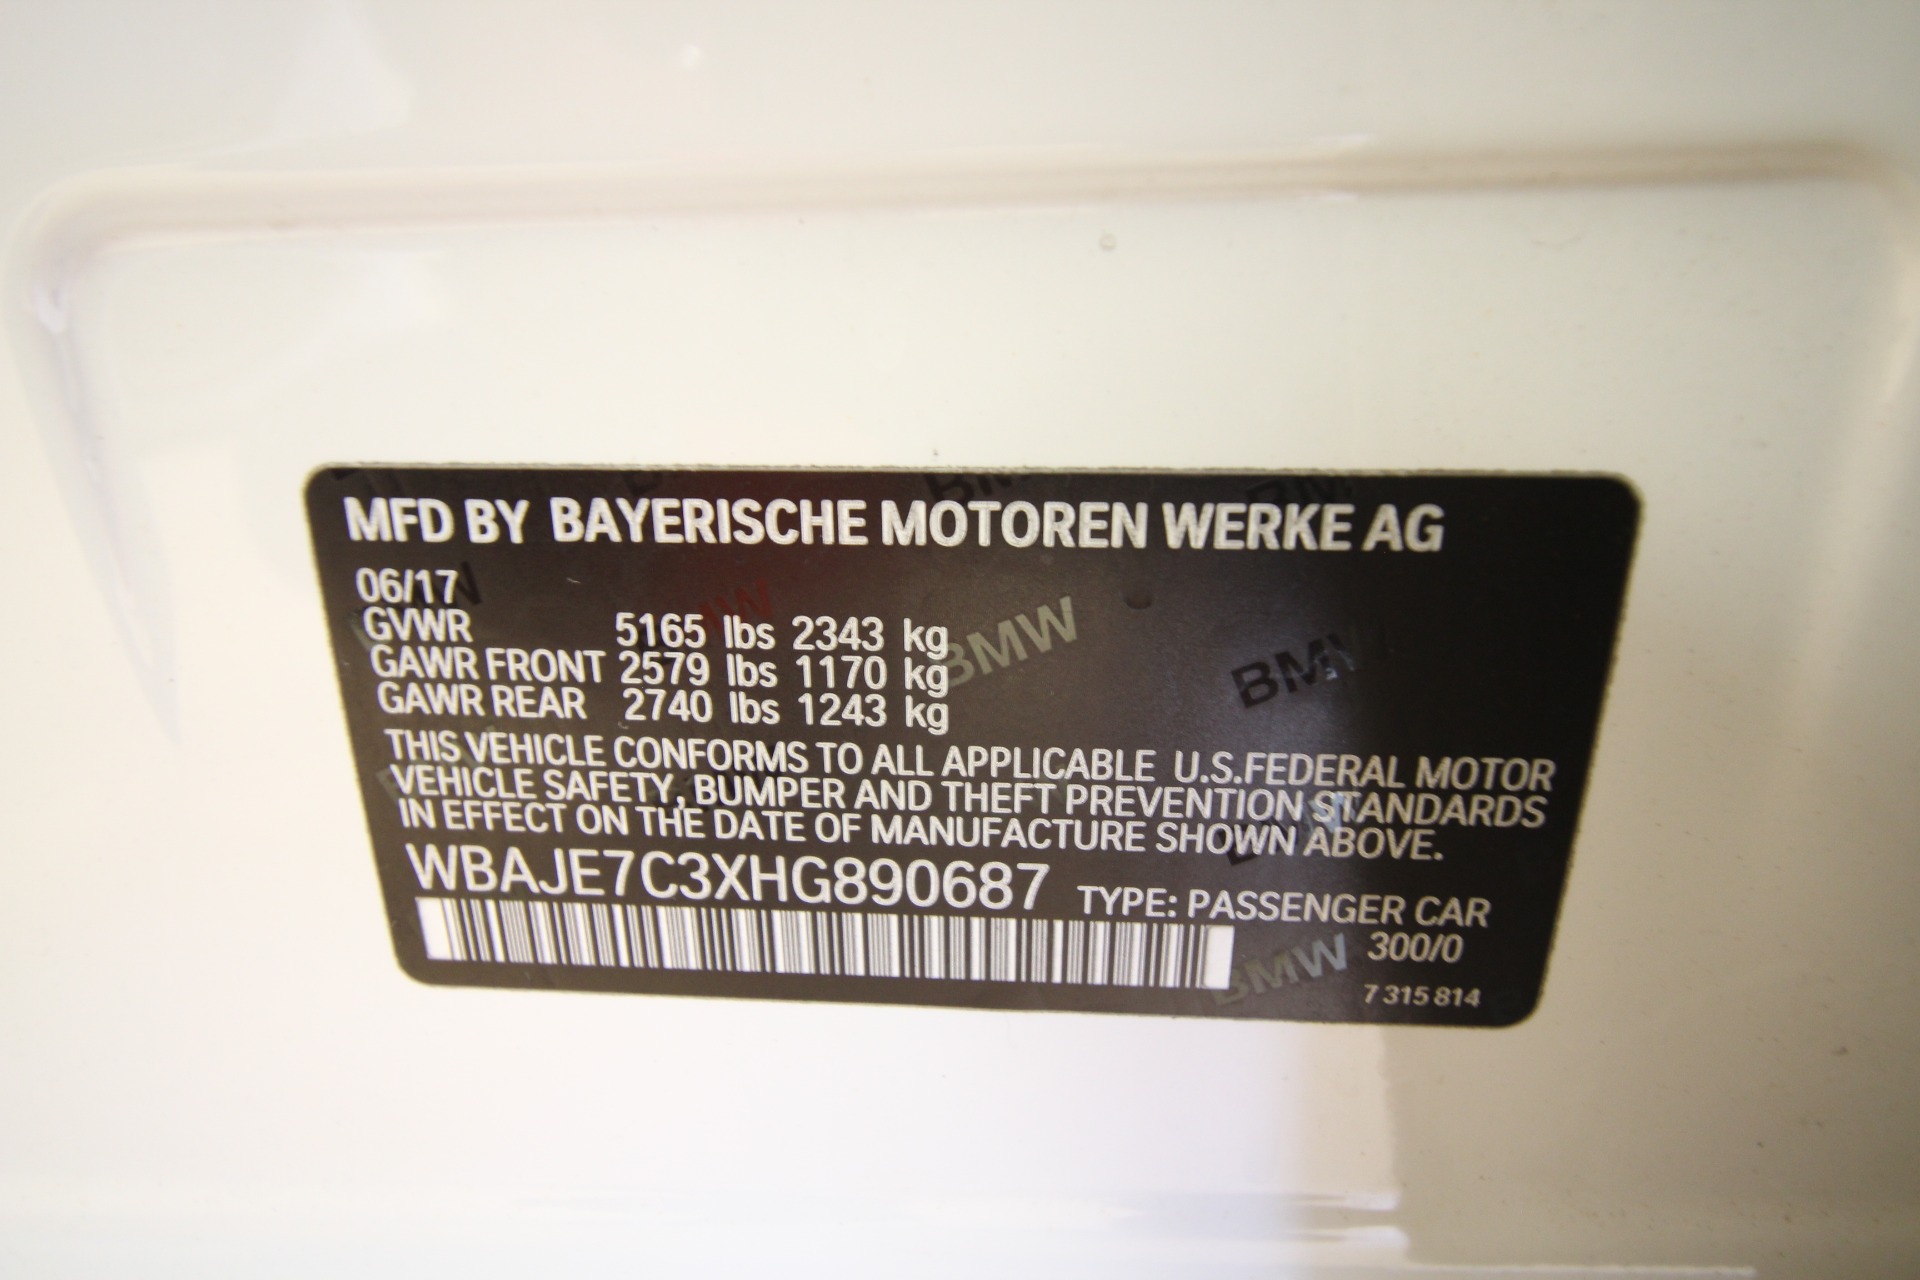 MFD BY BAYERISCHE MOTOREN WERKE AG
06/17
GVWR 5165 lbs 2343 kg
GAWR FRONT 2579 lbs 1170 kg
GAWR REAR 2740 lbs 1243 kg
THIS VEHICLE CONFORMS TO ALL APPLICABLE U.S.FEDERAL MOTOR
VEHICLE SAFETY, BUMPER AND THEFT PREVENTION STANDARDS
IN EFFECT ON THE DATE OF MANUFACTURE SHOWN ABOVE.
WBAJE7C3XHG890687 TYPE: PASSENGER CAR
300/0
7 315 814
BMW
BMW
BMW